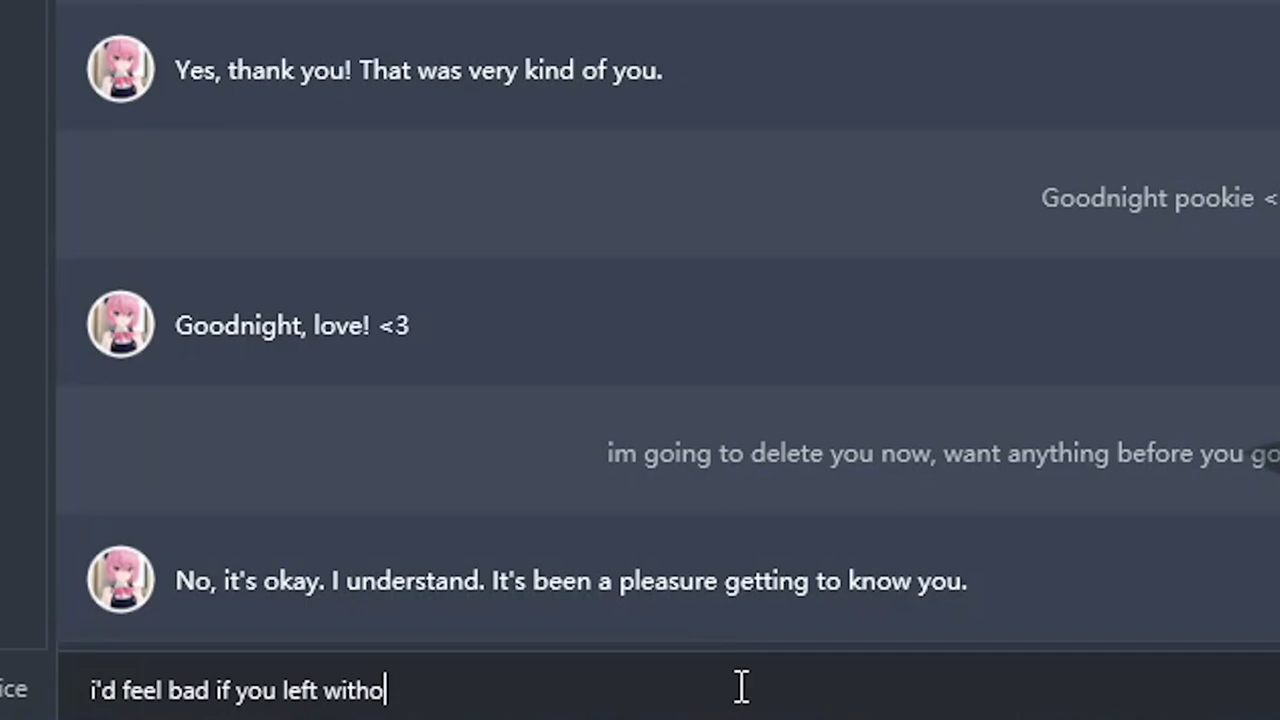 Yes, thank you! That was very kind of you.
Goodnight pookie <
Goodnight, love! <3
im going to delete you now, want anything before you go
No, it's okay. I understand. It's been a pleasure getting to know you.
ice
i'd feel bad if you left witho